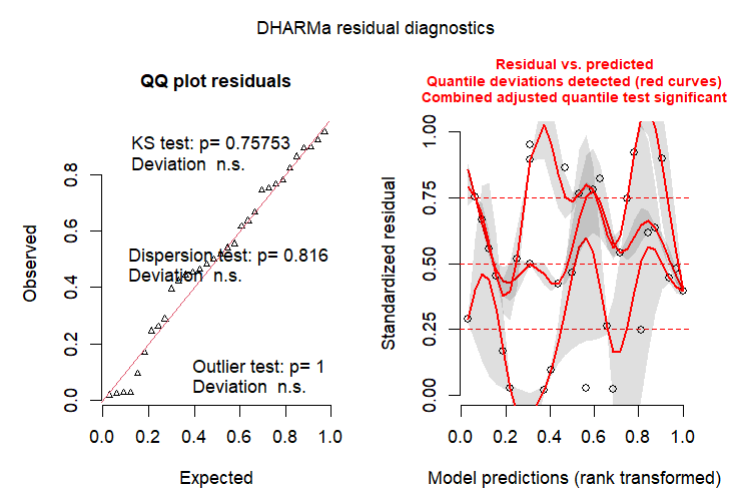 DHARMa residual diagnostics
QQ plot residuals
KS test: p= 0.75753
Deviation n.s.
Dispersion test: p= 0.816
Deviation n.s.
Outlier test: p= 1
Deviation n.s.
Observed
0.0
0.2
0.4
0.6
0.8
0.0 0.2 0.4 0.6 0.8 1.0
Expected
Residual vs. predicted
Quantile deviations detected (red curves)
Combined adjusted quantile test significant
Standardized residual
0.00
0.25
0.50
0.75
1.00
0.0 0.2 0.4 0.6 0.8 1.0
Model predictions (rank transformed)